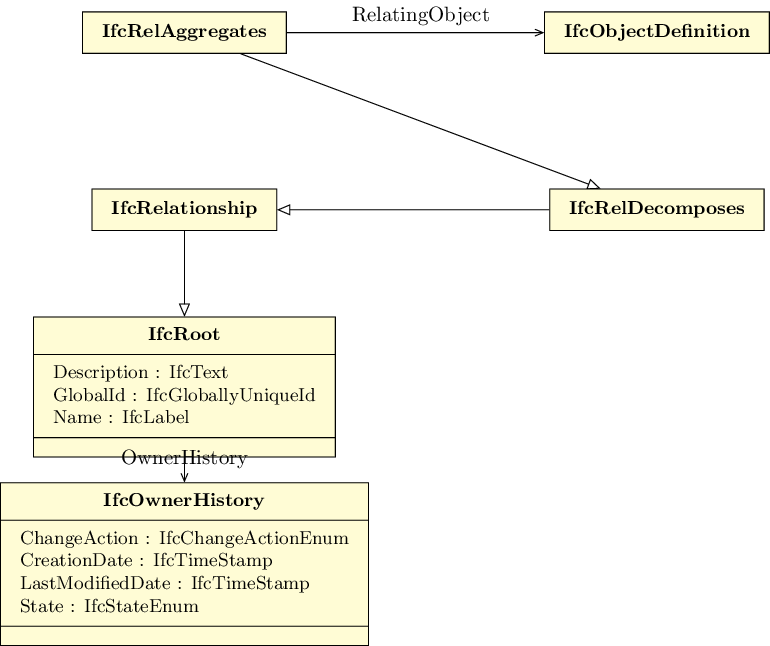 RelatingObject
IfcRelAggregates
IfcObjectDefinition
IfcRelationship
IfcRelDecomposes
IfcRoot
Description : IfcText
GlobalId : IfcGloballyUniqueId
Name : IfcLabel
OwnerHistory
IfcOwnerHistory
ChangeAction : IfcChangeActionEnum
CreationDate : IfcTimeStamp
LastModifiedDate : IfcTimeStamp
State : IfcStateEnum